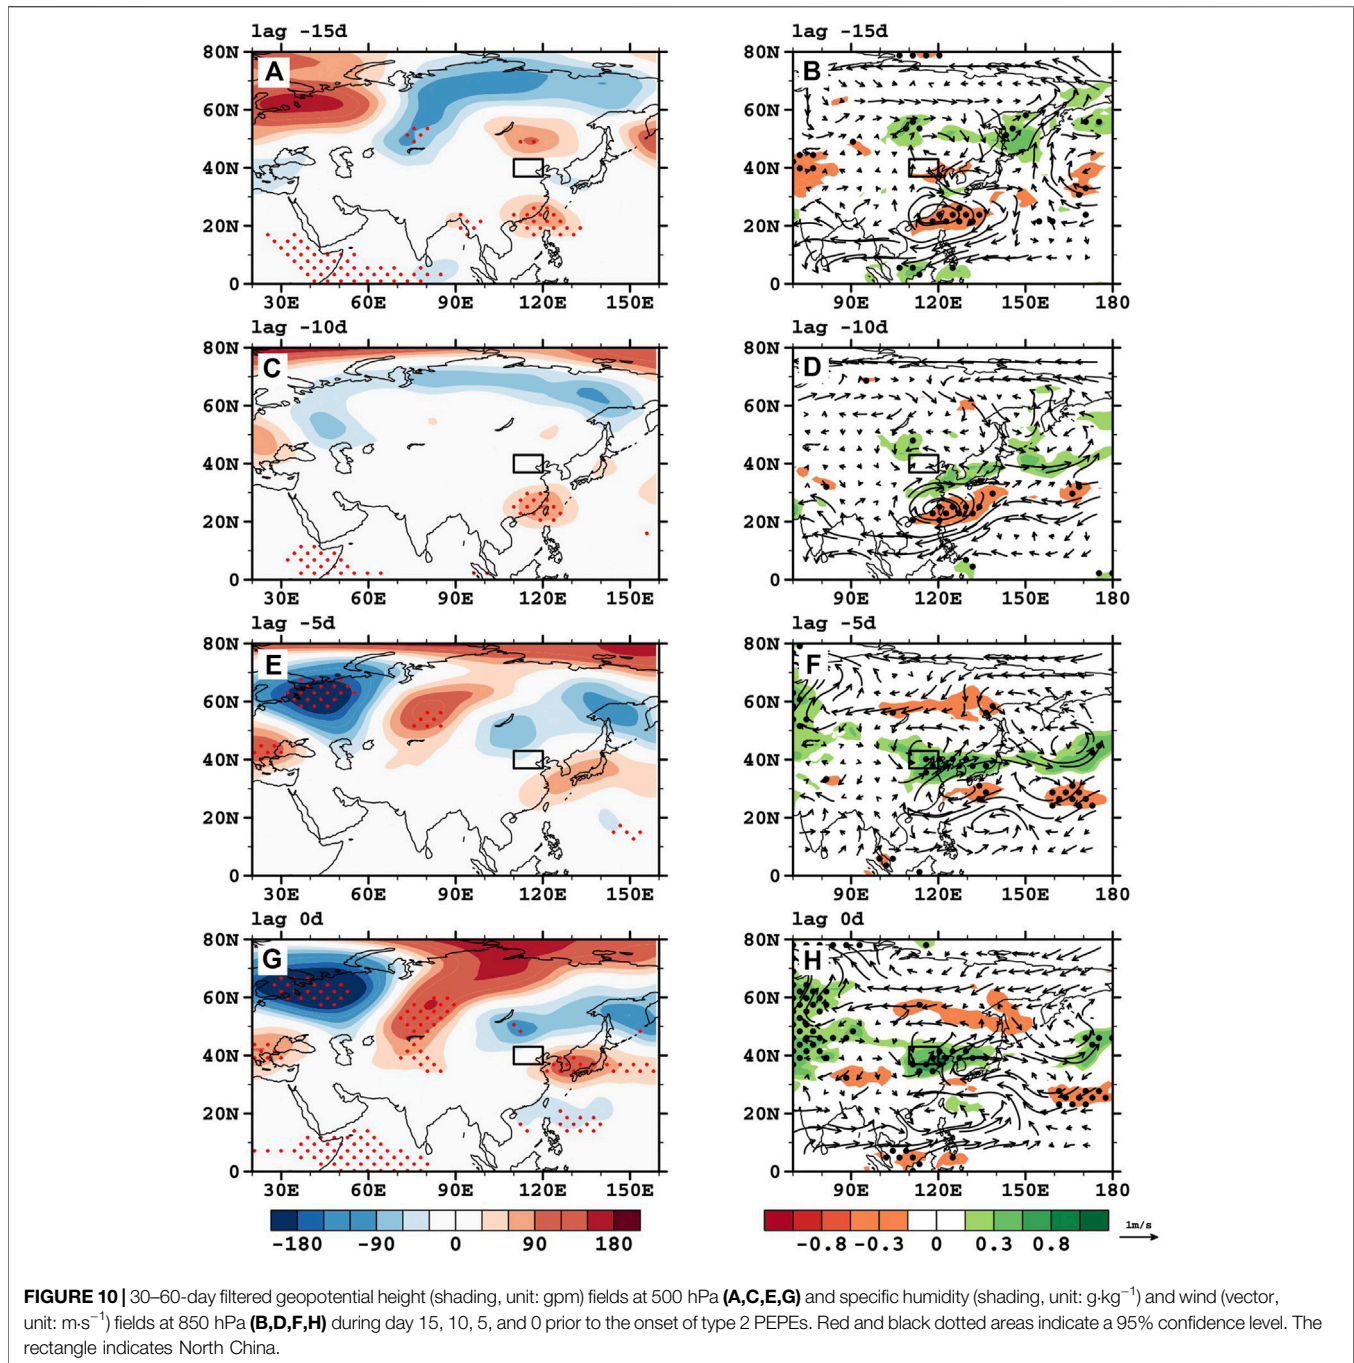 lag -15d
lag -15d
80N
A
60N
40N
20N
0
30E 60E 90E 120E 150E
80N
B
60N
40N
20N
0
90E 120E 150E 180
lag -10d
lag -10d
80N
C
60N
40N
20N
0
30E 60E 90E 120E 150E
80N
D
60N
40N
20N
0
90E 120E 150E 180
lag -5d
lag -5d
80N
E
60N
40N
20N
0
30E 60E 90E 120E 150E
80N
F
60N
40N
20N
0
90E 120E 150E 180
lag 0d
lag 0d
80N
G
60N
40N
20N
0
30E 60E 90E 120E 150E
80N
H
60N
40N
20N
0
90E 120E 150E 180
-180 -90 0 90 180
-0.8 -0.3 0 0.3 0.8
1m/s
FIGURE 10 | 30–60-day filtered geopotential height (shading, unit: gpm) fields at 500 hPa (A,C,E,G) and specific humidity (shading, unit: g·kg⁻¹) and wind (vector,
unit: m·s⁻¹) fields at 850 hPa (B,D,F,H) during day 15, 10, 5, and 0 prior to the onset of type 2 PEPEs. Red and black dotted areas indicate a 95% confidence level. The
rectangle indicates North China.